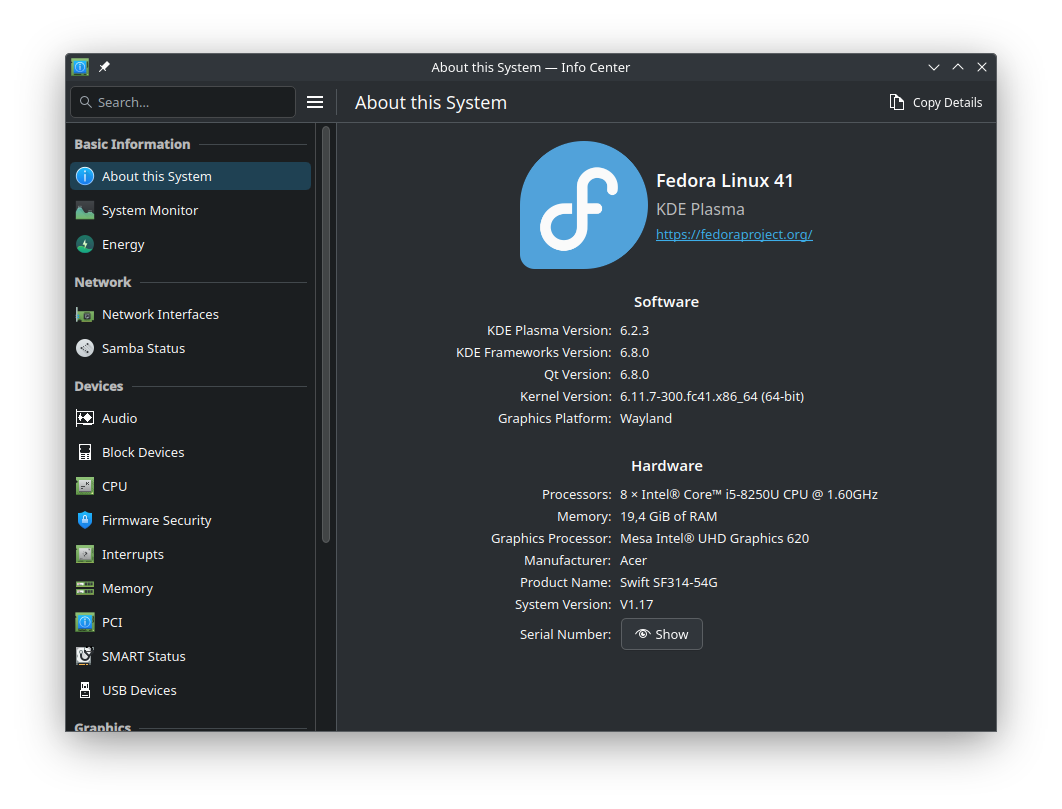 About this System — Info Center
Search...
About this System
Copy Details
Basic Information
About this System
System Monitor
Energy
Network
Network Interfaces
Samba Status
Devices
Audio
Block Devices
CPU
Firmware Security
Interrupts
Memory
PCI
SMART Status
USB Devices
Graphics
Fedora Linux 41
KDE Plasma
https://fedoraproject.org/
Software
KDE Plasma Version: 6.2.3
KDE Frameworks Version: 6.8.0
Qt Version: 6.8.0
Kernel Version: 6.11.7-300.fc41.x86_64 (64-bit)
Graphics Platform: Wayland
Hardware
Processors: 8 × Intel® Core™ i5-8250U CPU @ 1.60GHz
Memory: 19,4 GiB of RAM
Graphics Processor: Mesa Intel® UHD Graphics 620
Manufacturer: Acer
Product Name: Swift SF314-54G
System Version: V1.17
Serial Number: Show